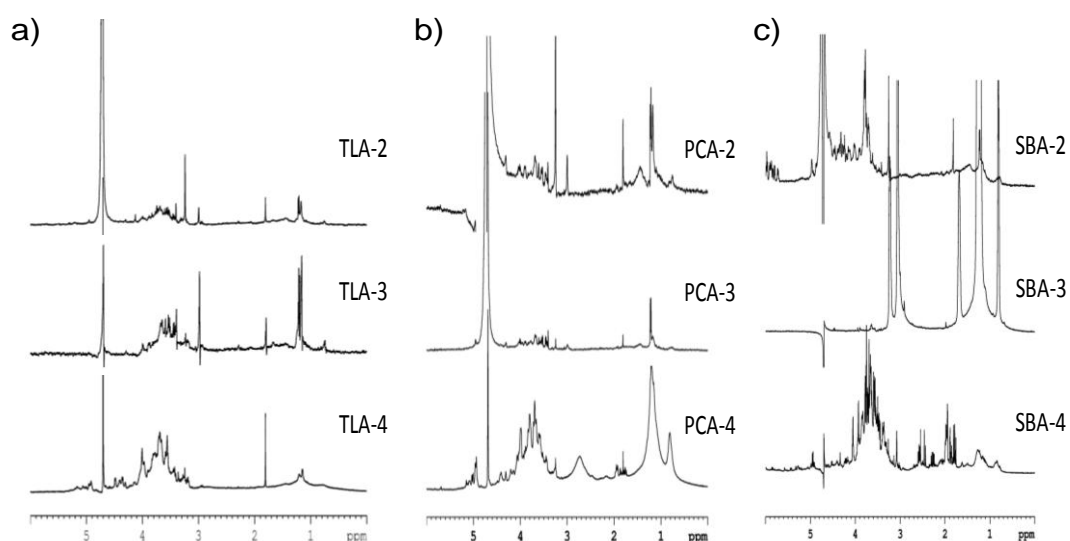 a)
TLA-2
TLA-3
TLA-4
5 4 3 2 1 ppm
b)
PCA-2
PCA-3
PCA-4
5 4 3 2 1 ppm
c)
SBA-2
SBA-3
SBA-4
5 4 3 2 1 ppm